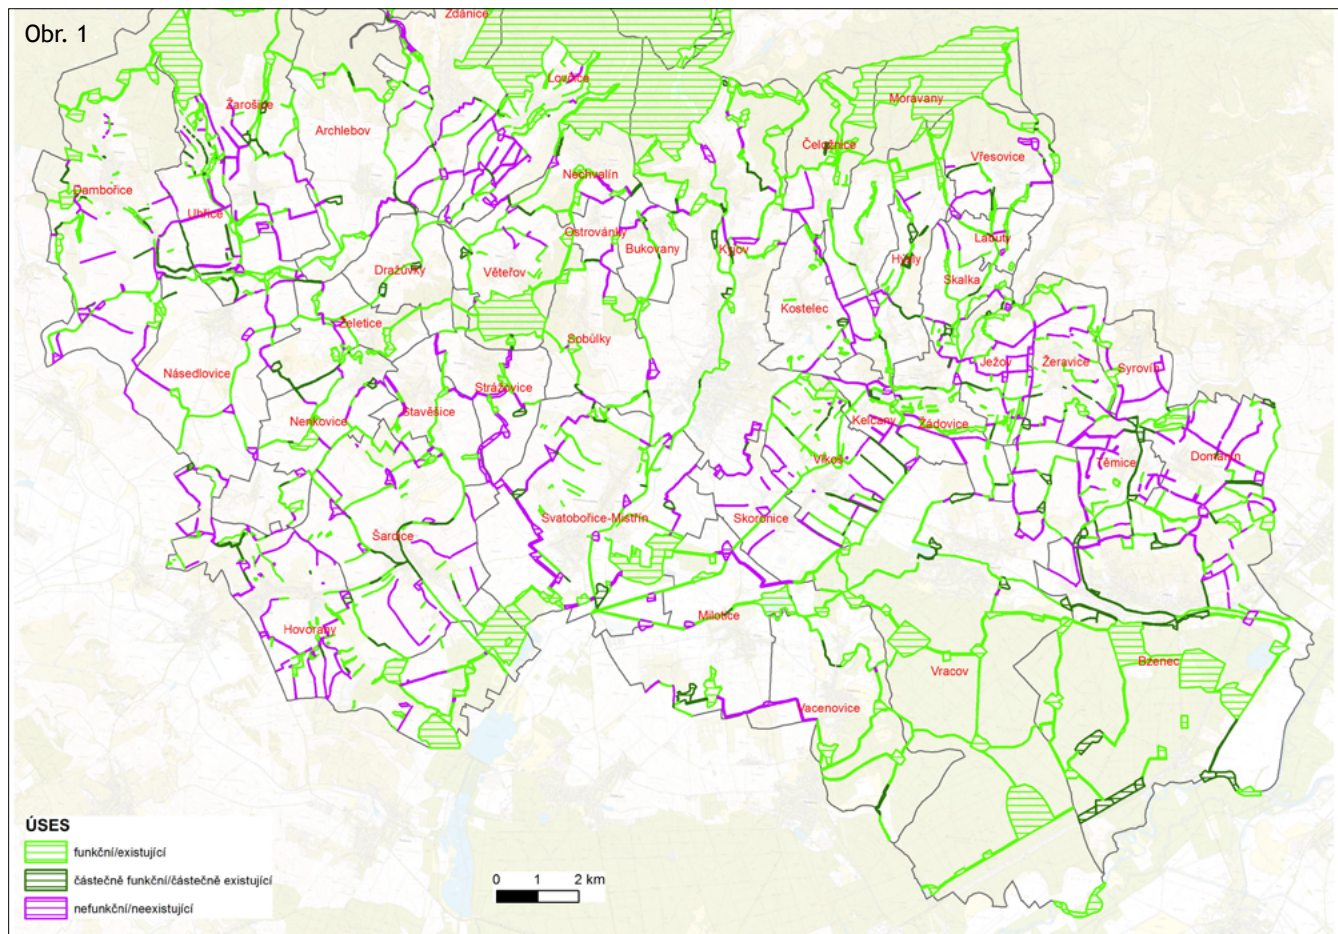 Obr. 1
Ždánice
Lovčice
Žarošice
Archlebov
Moravany
Čeložnice
Vřesovice
Nechvalín
Dambořice
Uhřice
Ostrovánky
Bukovany
Kyjov
Labuty
Hýsly
Skalka
Dražůvky
Věteřov
Kostelec
Želetice
Sobůlky
Násedlovice
Strážovice
Ježov
Žeravice
Syrovín
Nenkovice
Stavěšice
Kelčany
Žádovice
Vlkoš
Těmice
Domanín
Svatobořice-Mistřín
Skoronice
Šardice
Milotice
Hovorany
Vracov
Bzenec
Vacenovice
ÚSES
funkční/existující
částečně funkční/částečně existující
nefunkční/neexistující
0 1 2 km